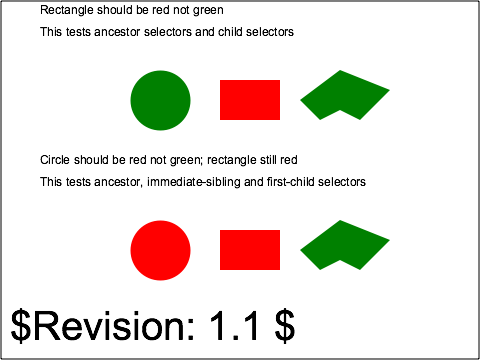 Rectangle should be red not green
This tests ancestor selectors and child selectors
Circle should be red not green; rectangle still red
This tests ancestor, immediate-sibling and first-child selectors
$Revision: 1.1 $